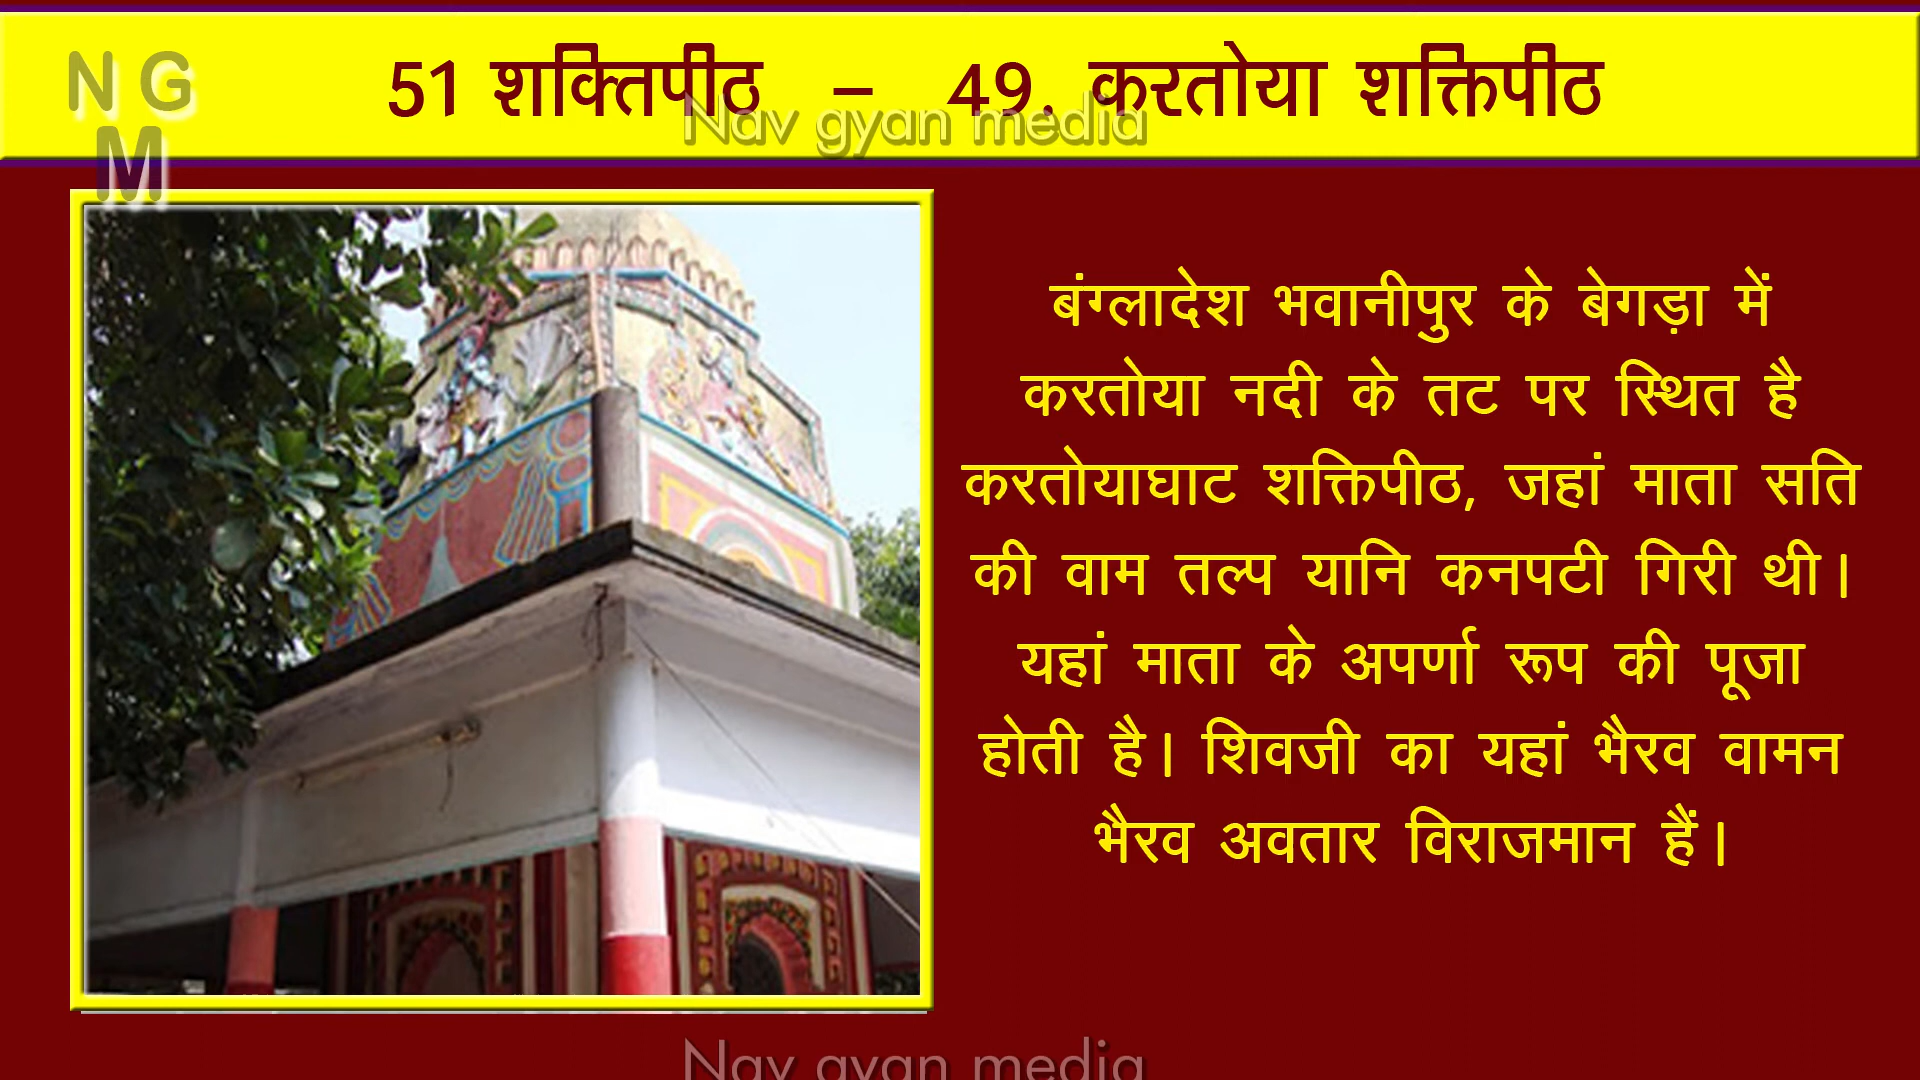 N G
M
51 शक्तिपीठ – 49. करतोया शक्तिपीठ
Nav gyan media
बंग्लादेश भवानीपुर के बेगड़ा में
करतोया नदी के तट पर स्थित है
करतोयाघाट शक्तिपीठ, जहां माता सति
की वाम तल्प यानि कनपटी गिरी थी।
यहां माता के अपर्णा रूप की पूजा
होती है। शिवजी का यहां भैरव वामन
भैरव अवतार विराजमान हैं।
Nav gyan media